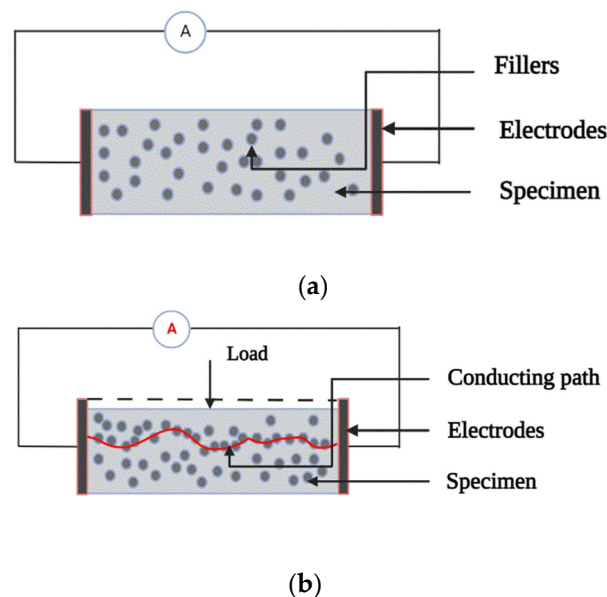 A
Fillers
Electrodes
Specimen
(a)
A
Load
Conducting path
Electrodes
Specimen
(b)